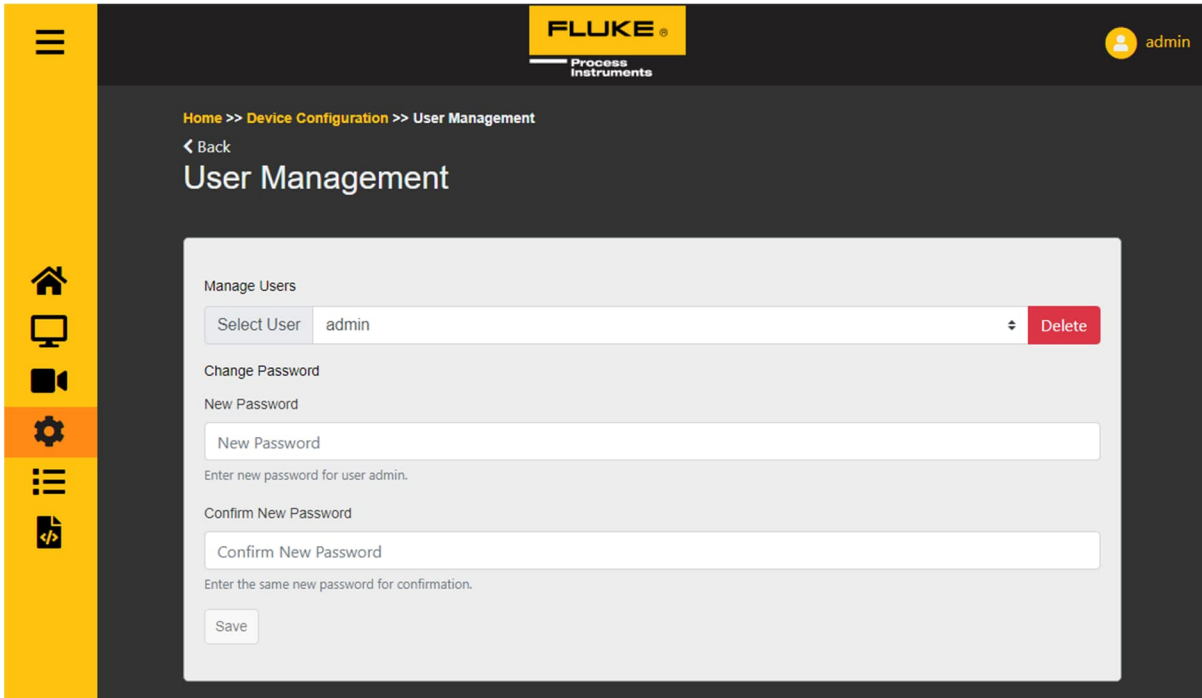 FLUKE ®
Process
Instruments
admin
Home >> Device Configuration >> User Management
Back
User Management
Manage Users
Select User admin Delete
Change Password
New Password
New Password
Enter new password for user admin.
Confirm New Password
Confirm New Password
Enter the same new password for confirmation.
Save